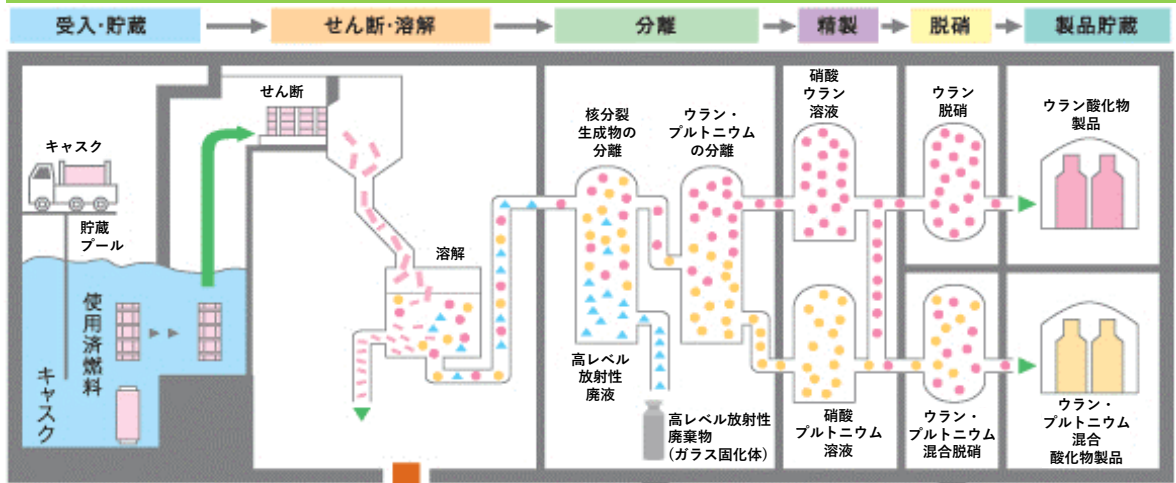 受入・貯蔵
せん断・溶解
分離
精製
脱硝
製品貯蔵
キャスク
貯蔵
プール
使用済燃料
キャスク
せん断
溶解
核分裂
生成物の
分離
ウラン・
プルトニウム
の分離
高レベル
放射性
廃液
高レベル放射性
廃棄物
(ガラス固化体)
硝酸
ウラン
溶液
硝酸
プルトニウム
溶液
ウラン
脱硝
ウラン・
プルトニウム
混合脱硝
ウラン酸化物
製品
ウラン・
プルトニウム
混合
酸化物製品